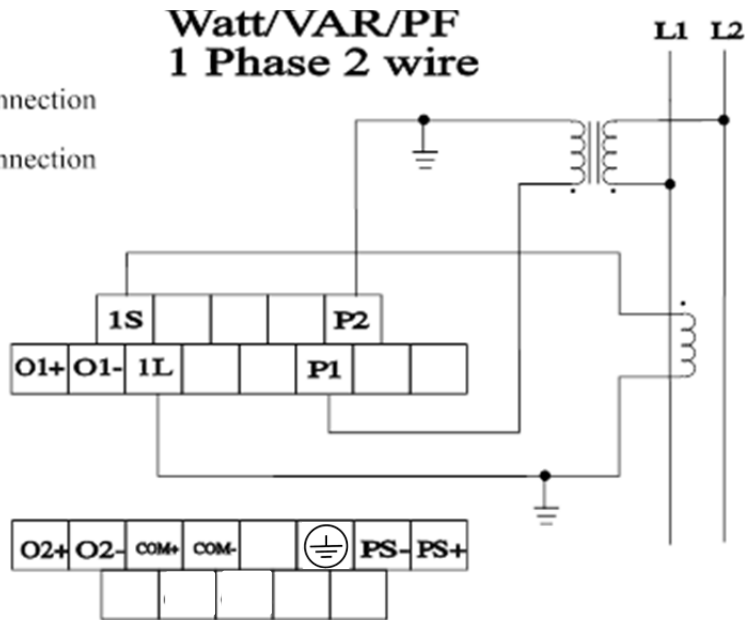 Watt/VAR/PF
L1 L2
1 Phase 2 wire
nnection
nnection
1S P2
O1+ O1- 1L P1
O2+ O2- COM+ COM- PS- PS+